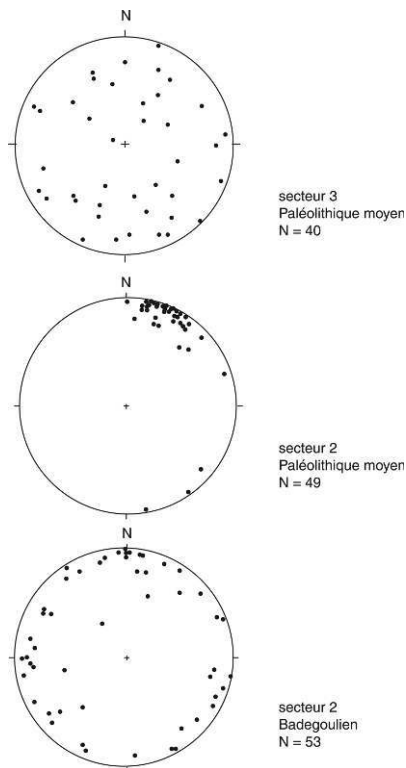 N
secteur 3
Paléolithique moyen
N = 40
N
secteur 2
Paléolithique moyen
N = 49
N
secteur 2
Badegoulien
N = 53